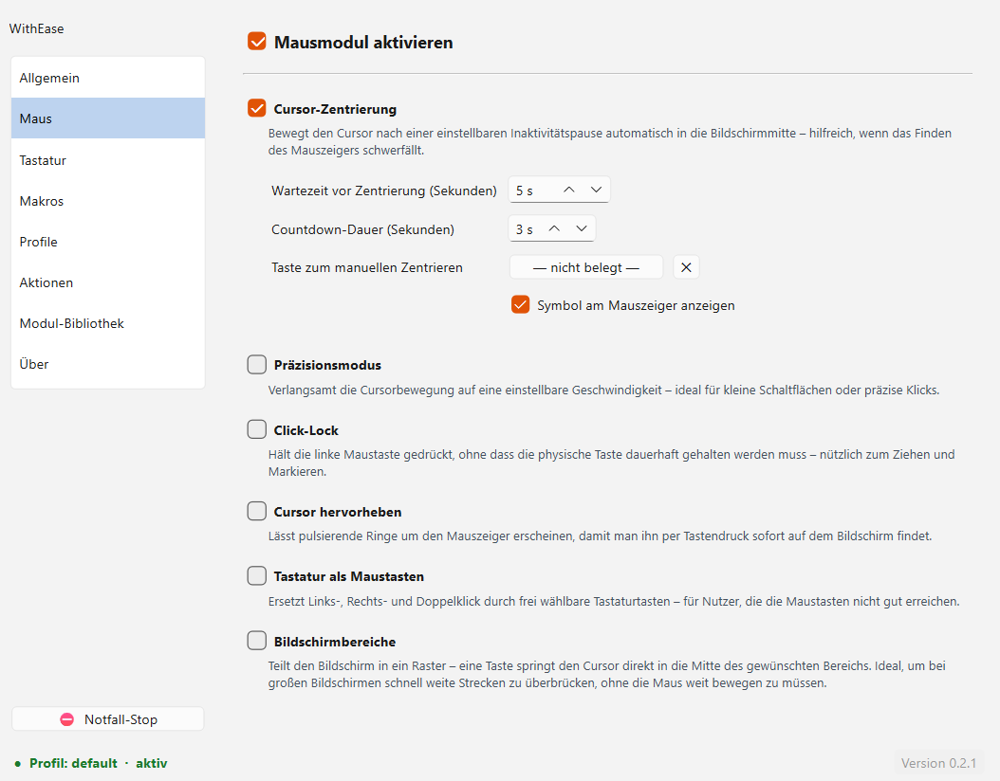 WithEase
Allgemein
Maus
Tastatur
Makros
Profile
Aktionen
Modul-Bibliothek
Über
Notfall-Stop
● Profil: default · aktiv
Mausmodul aktivieren
Cursor-Zentrierung
Bewegt den Cursor nach einer einstellbaren Inaktivitätspause automatisch in die Bildschirmmitte – hilfreich, wenn das Finden
des Mauszeigers schwerfällt.
Wartezeit vor Zentrierung (Sekunden) 5 s
Countdown-Dauer (Sekunden) 3 s
Taste zum manuellen Zentrieren — nicht belegt —
Symbol am Mauszeiger anzeigen
Präzisionsmodus
Verlangsamt die Cursorbewegung auf eine einstellbare Geschwindigkeit – ideal für kleine Schaltflächen oder präzise Klicks.
Click-Lock
Hält die linke Maustaste gedrückt, ohne dass die physische Taste dauerhaft gehalten werden muss – nützlich zum Ziehen und
Markieren.
Cursor hervorheben
Lässt pulsierende Ringe um den Mauszeiger erscheinen, damit man ihn per Tastendruck sofort auf dem Bildschirm findet.
Tastatur als Maustasten
Ersetzt Links-, Rechts- und Doppelklick durch frei wählbare Tastaturtasten – für Nutzer, die die Maustasten nicht gut erreichen.
Bildschirmbereiche
Teilt den Bildschirm in ein Raster – eine Taste springt den Cursor direkt in die Mitte des gewünschten Bereichs. Ideal, um bei
großen Bildschirmen schnell weite Strecken zu überbrücken, ohne die Maus weit bewegen zu müssen.
Version 0.2.1